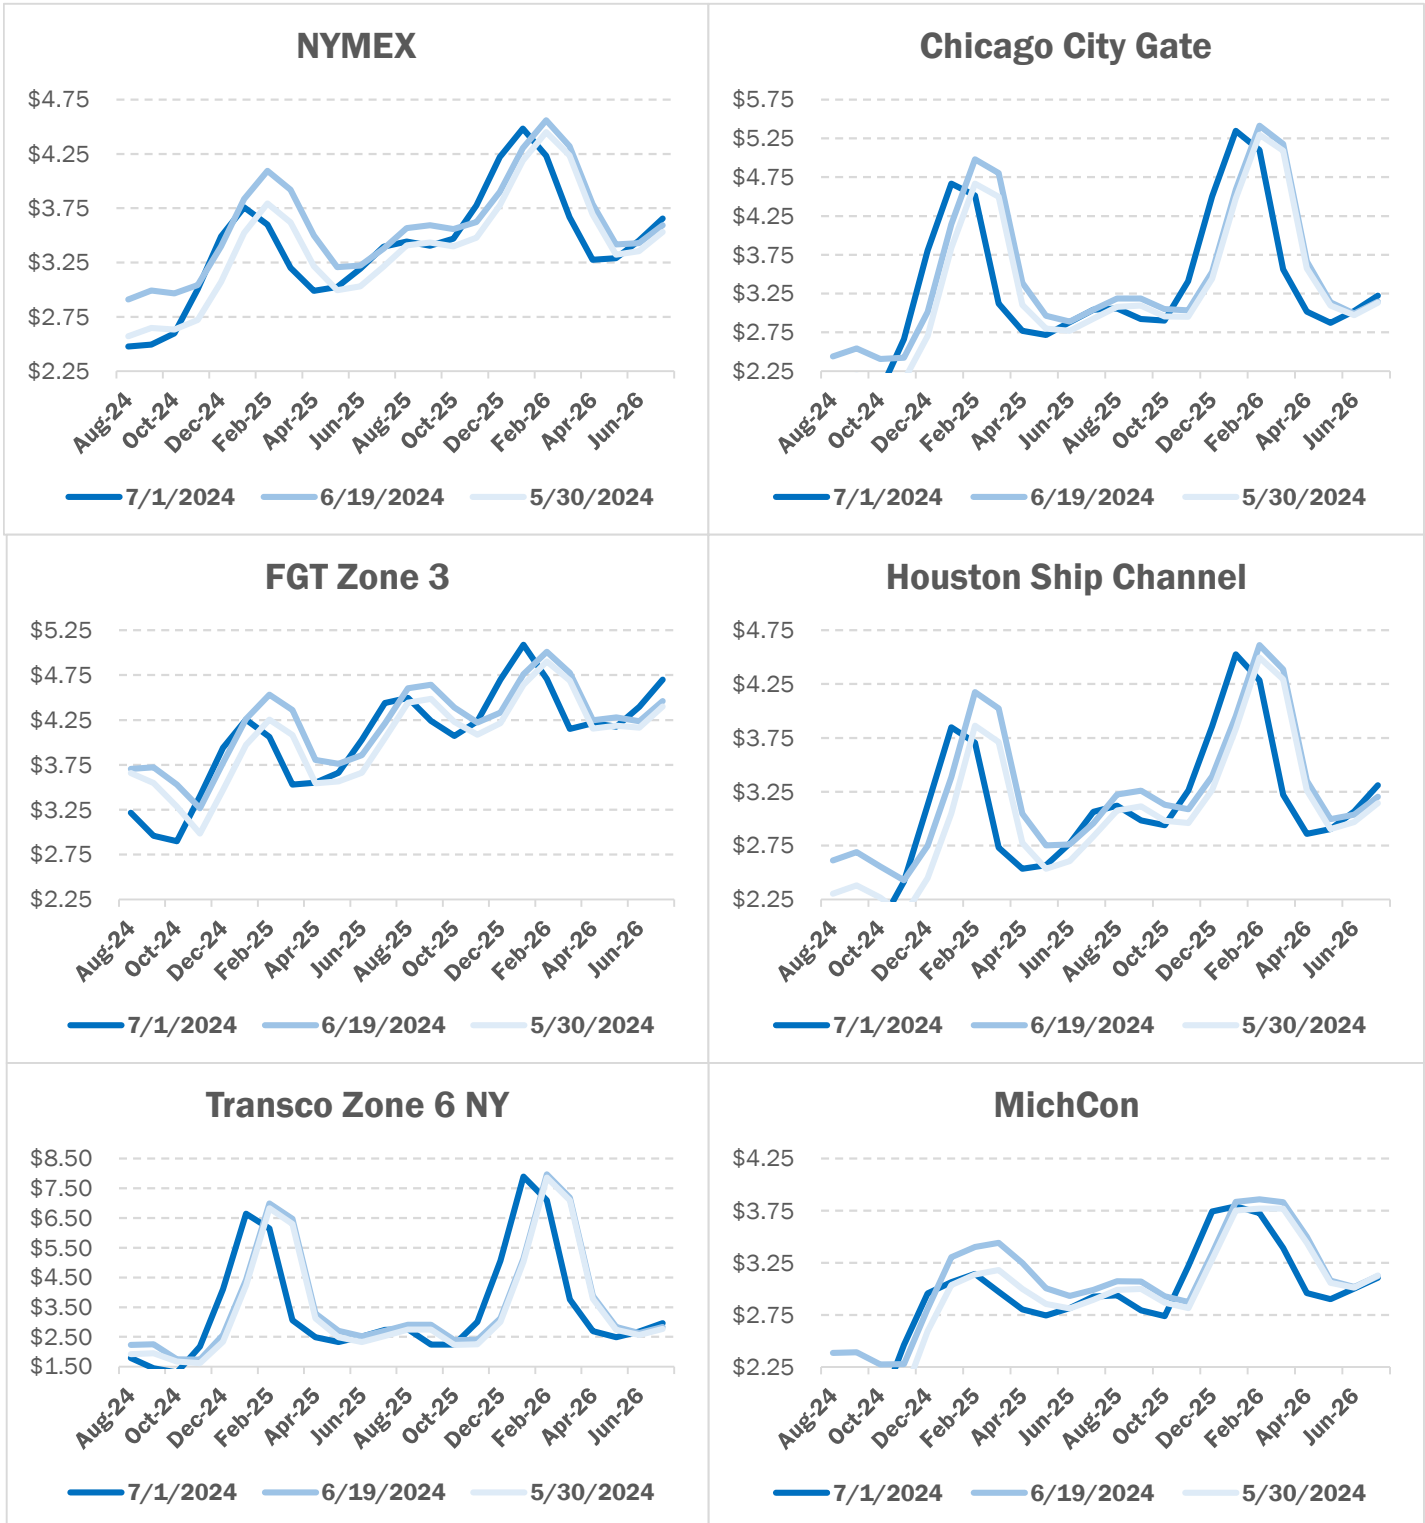 NYMEX
$4.75
$4.25
$3.75
$3.25
$2.75
$2.25
Aug-24 Oct-24 Dec-24 Feb-25 Apr-25 Jun-25 Aug-25 Oct-25 Dec-25 Feb-26 Apr-26 Jun-26
7/1/2024 6/19/2024 5/30/2024
Chicago City Gate
$5.75
$5.25
$4.75
$4.25
$3.75
$3.25
$2.75
$2.25
Aug-24 Oct-24 Dec-24 Feb-25 Apr-25 Jun-25 Aug-25 Oct-25 Dec-25 Feb-26 Apr-26 Jun-26
7/1/2024 6/19/2024 5/30/2024
FGT Zone 3
$5.25
$4.75
$4.25
$3.75
$3.25
$2.75
$2.25
Aug-24 Oct-24 Dec-24 Feb-25 Apr-25 Jun-25 Aug-25 Oct-25 Dec-25 Feb-26 Apr-26 Jun-26
7/1/2024 6/19/2024 5/30/2024
Houston Ship Channel
$4.75
$4.25
$3.75
$3.25
$2.75
$2.25
Aug-24 Oct-24 Dec-24 Feb-25 Apr-25 Jun-25 Aug-25 Oct-25 Dec-25 Feb-26 Apr-26 Jun-26
7/1/2024 6/19/2024 5/30/2024
Transco Zone 6 NY
$8.50
$7.50
$6.50
$5.50
$4.50
$3.50
$2.50
$1.50
Aug-24 Oct-24 Dec-24 Feb-25 Apr-25 Jun-25 Aug-25 Oct-25 Dec-25 Feb-26 Apr-26 Jun-26
7/1/2024 6/19/2024 5/30/2024
MichCon
$4.25
$3.75
$3.25
$2.75
$2.25
Aug-24 Oct-24 Dec-24 Feb-25 Apr-25 Jun-25 Aug-25 Oct-25 Dec-25 Feb-26 Apr-26 Jun-26
7/1/2024 6/19/2024 5/30/2024